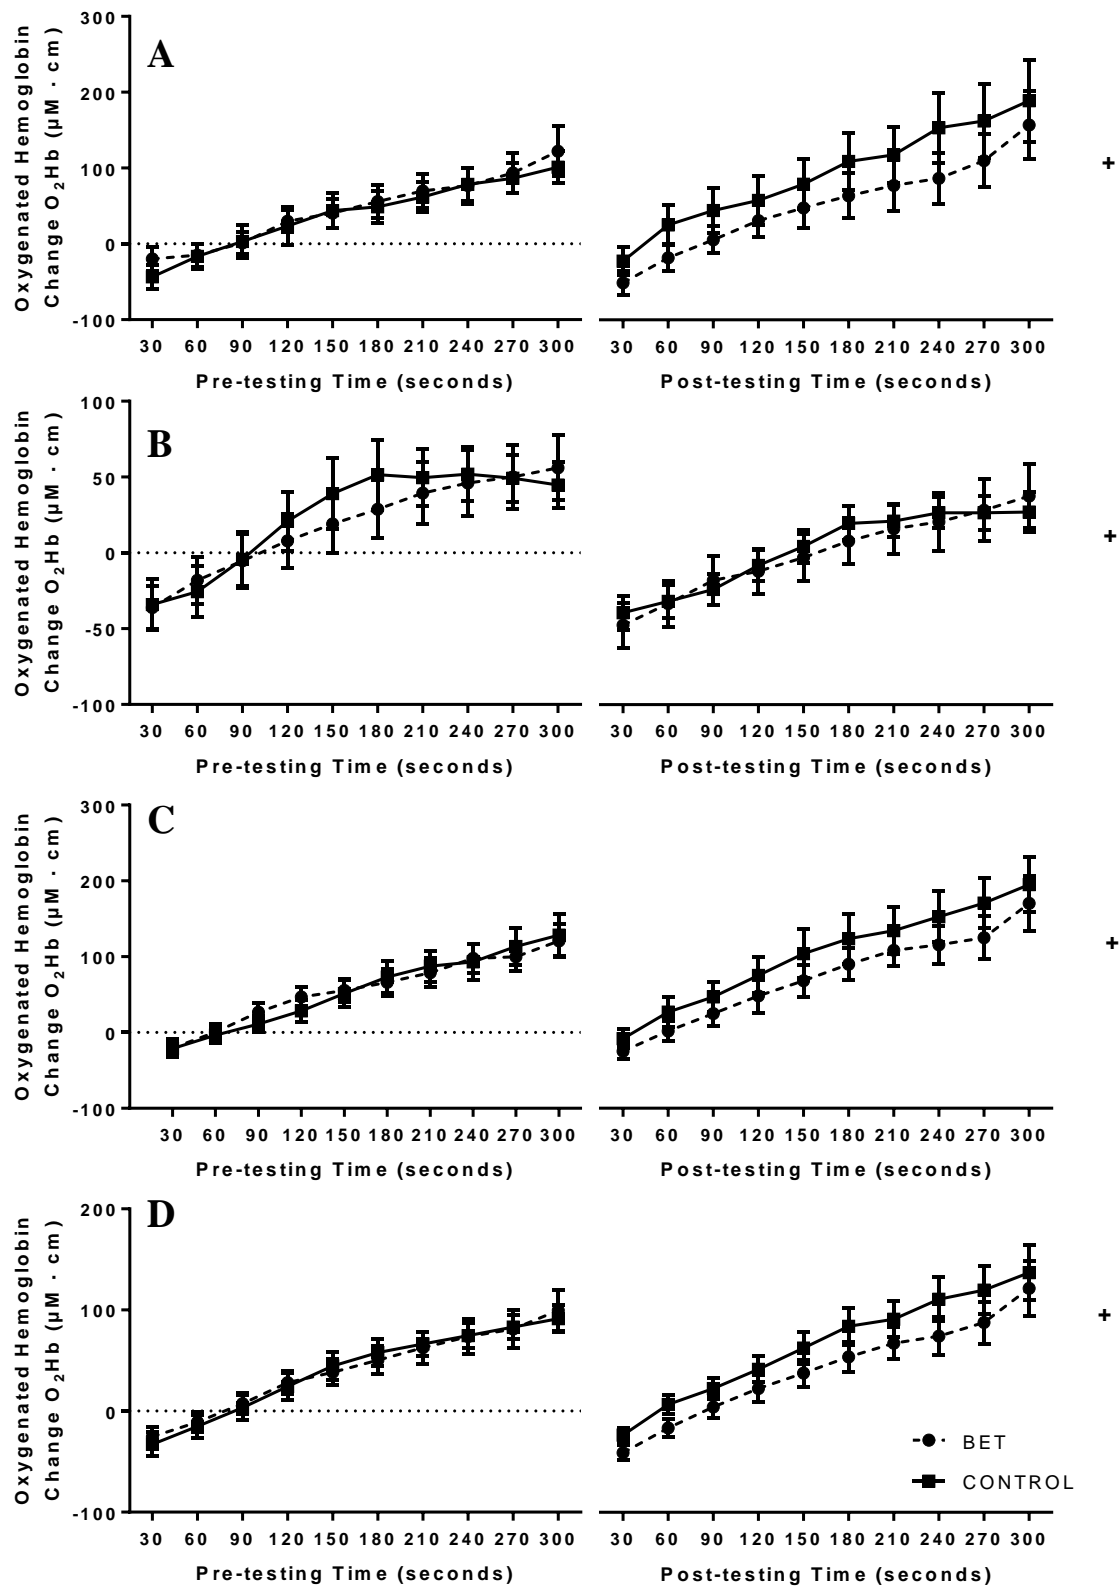 A
Oxygenated Hemoglobin
Change O2Hb (µM · cm)
300
200
100
0
-100
30 60 90 120 150 180 210 240 270 300
Pre-testing Time (seconds)
30 60 90 120 150 180 210 240 270 300
Post-testing Time (seconds)
+
B
Oxygenated Hemoglobin
Change O2Hb (µM · cm)
100
50
0
-50
-100
30 60 90 120 150 180 210 240 270 300
Pre-testing Time (seconds)
30 60 90 120 150 180 210 240 270 300
Post-testing Time (seconds)
+
C
Oxygenated Hemoglobin
Change O2Hb (µM · cm)
300
200
100
0
-100
30 60 90 120 150 180 210 240 270 300
Pre-testing Time (seconds)
30 60 90 120 150 180 210 240 270 300
Post-testing Time (seconds)
+
D
Oxygenated Hemoglobin
Change O2Hb (µM · cm)
200
100
0
-100
30 60 90 120 150 180 210 240 270 300
Pre-testing Time (seconds)
BET
CONTROL
30 60 90 120 150 180 210 240 270 300
Post-testing Time (seconds)
+